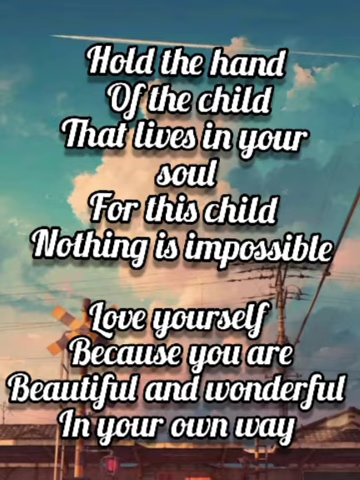 Hold the hand
Of the child
That lives in your
soul
For this child
Nothing is impossible
Love yourself
Because you are
Beautiful and wonderful
In your own way